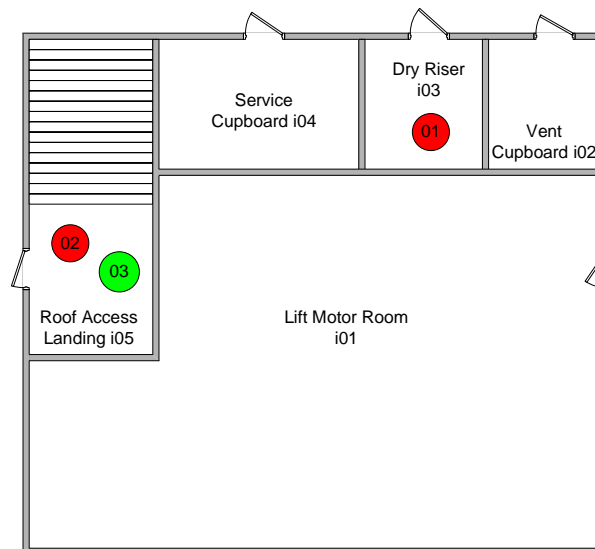 Dry Riser
i03
Service
Cupboard i04
01
Vent
Cupboard i02
02
03
Roof Access
Landing i05
Lift Motor Room
i01